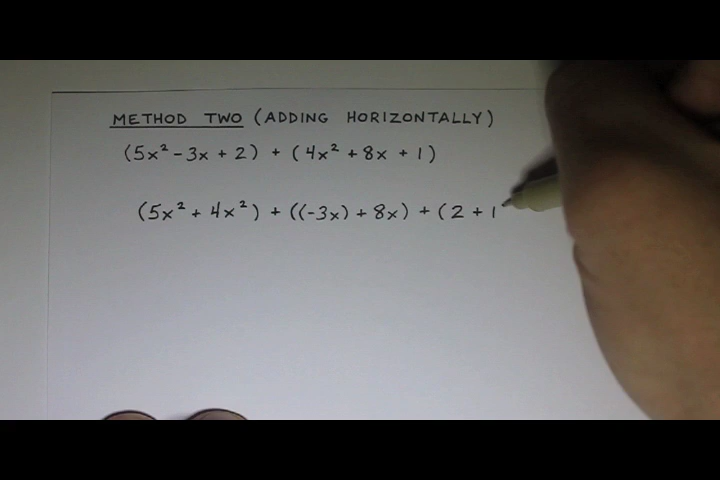 METHOD TWO (ADDING HORIZONTALLY)
(5x² - 3x + 2) + (4x² + 8x + 1)
(5x² + 4x²) + ((-3x) + 8x) + (2 + 1